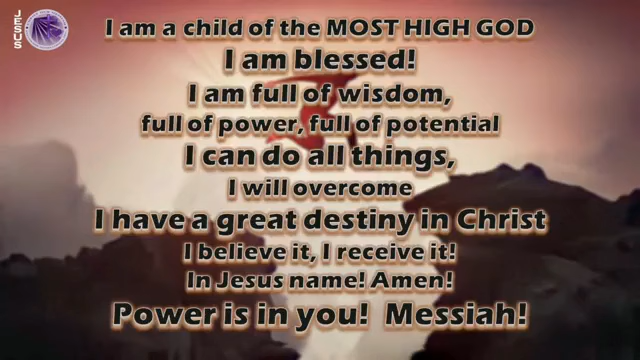 JESUS
I am a child of the MOST HIGH GOD
I am blessed!
I am full of wisdom,
full of power, full of potential
I can do all things,
I will overcome
I have a great destiny in Christ
I believe it, I receive it!
In Jesus name! Amen!
Power is in you! Messiah!